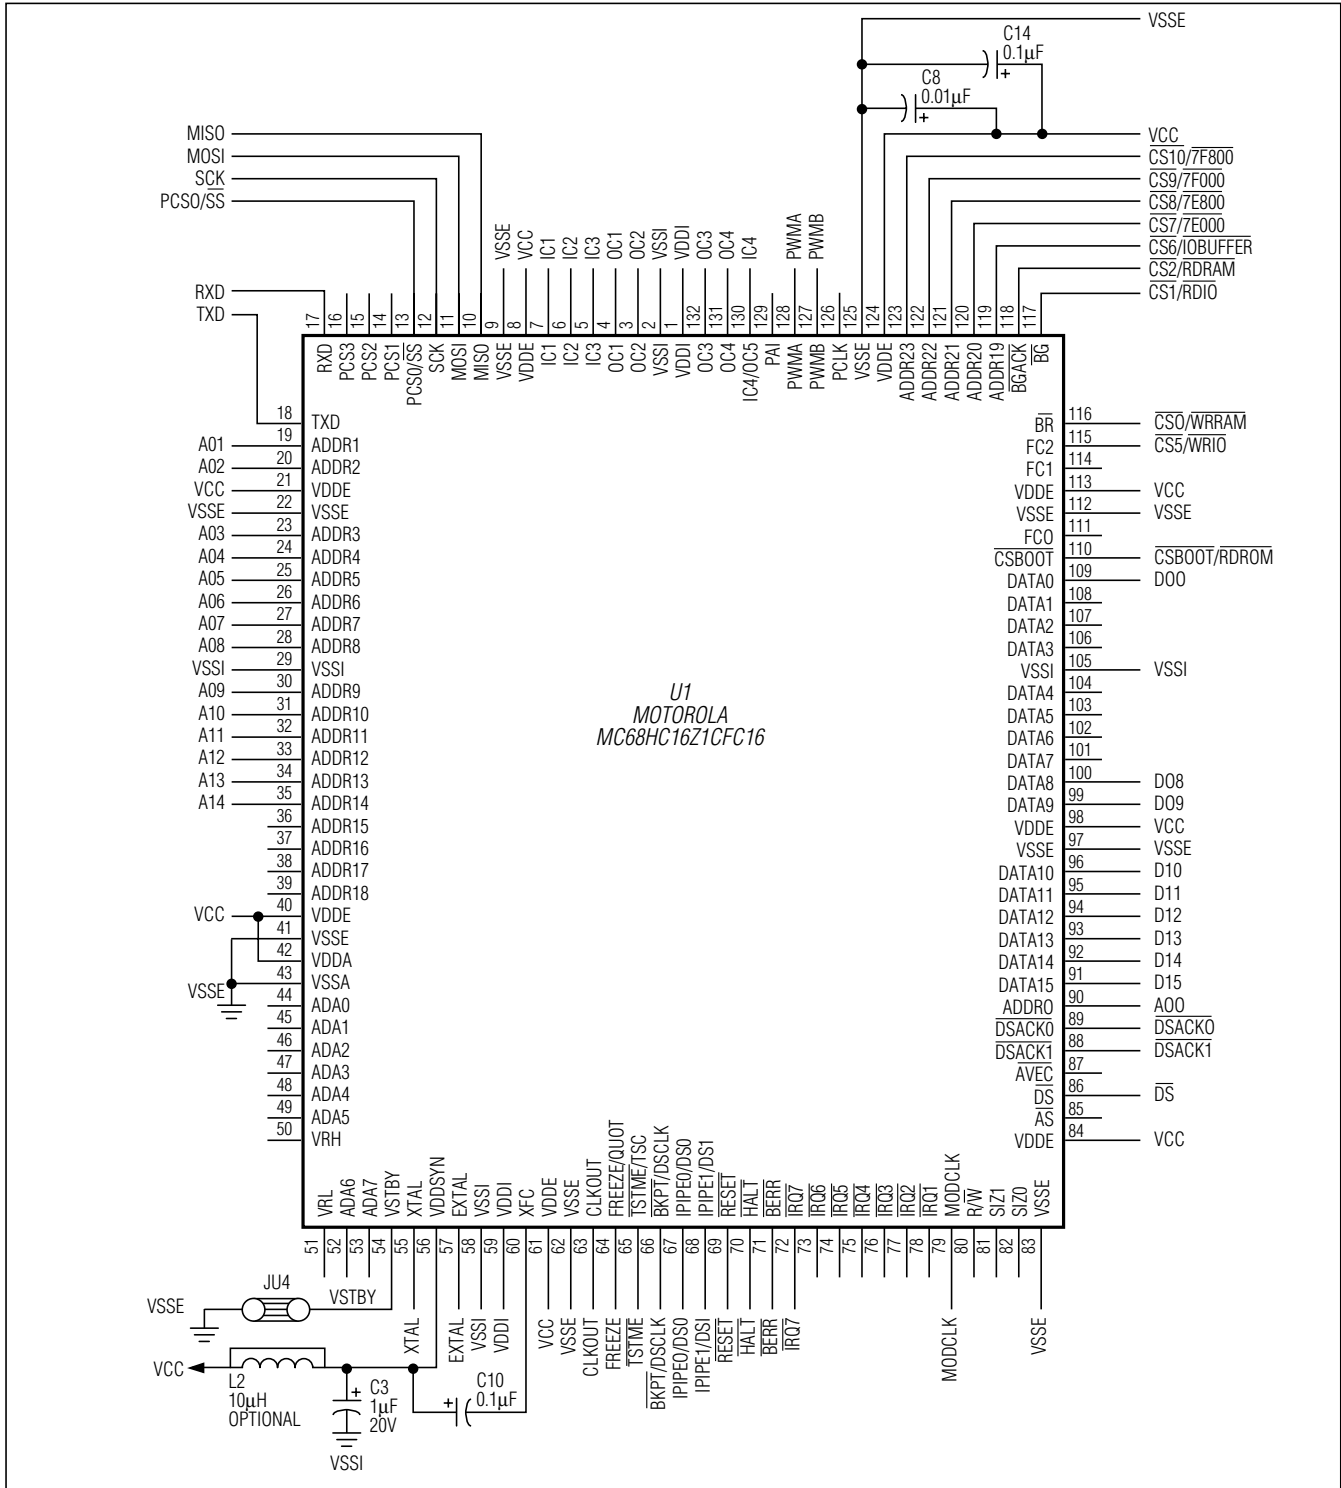 VSSE
C14
0.1µF
C8
0.01µF
VCC
MISO
MOSI
SCK
PCSO/SS
RXD
TXD
CS10/7F800
CS9/7F000
CS8/7E800
CS7/7E000
CS6/IOBUFFER
CS2/RDRAM
CS1/RDIO
VSSE VCC IC1 IC2 IC3 OC1 OC2 VSSI VDDI OC3 OC4 IC4 PWMA PWMB
17 16 15 14 13 12 11 10 9 8 7 6 5 4 3 2 1 132 131 130 129 128 127 126 125 124 123 122 121 120 119 118 117
RXD PCS3 PCS2 PCS1 PCSO/SS SCK MOSI MISO VSSE VDDE IC1 IC2 IC3 OC1 OC2 VSSI VDDI OC3 OC4 IC4/OC5 PAI PWMA PWMB PCLK VSSE VDDE ADDR23 ADDR22 ADDR21 ADDR20 ADDR19 BGACK BG
18 TXD
A01 19 ADDR1
A02 20 ADDR2
VCC 21 VDDE
VSSE 22 VSSE
A03 23 ADDR3
A04 24 ADDR4
A05 25 ADDR5
A06 26 ADDR6
A07 27 ADDR7
A08 28 ADDR8
VSSI 29 VSSI
A09 30 ADDR9
A10 31 ADDR10
A11 32 ADDR11
A12 33 ADDR12
A13 34 ADDR13
A14 35 ADDR14
36 ADDR15
37 ADDR16
38 ADDR17
39 ADDR18
VCC 40 VDDE
41 VSSE
42 VDDA
VSSE 43 VSSA
44 ADA0
45 ADA1
46 ADA2
47 ADA3
48 ADA4
49 ADA5
50 VRH
U1
MOTOROLA
MC68HC16Z1CFC16
BR 116 CSO/WRRAM
FC2 115 CS5/WRIO
FC1 114
VDDE 113 VCC
VSSE 112 VSSE
FCO 111
CSBOOT 110 CSBOOT/RDROM
DATA0 109 DOO
DATA1 108
DATA2 107
DATA3 106
VSSI 105 VSSI
DATA4 104
DATA5 103
DATA6 102
DATA7 101
DATA8 100 DO8
DATA9 99 DO9
VDDE 98 VCC
VSSE 97 VSSE
DATA10 96 D10
DATA11 95 D11
DATA12 94 D12
DATA13 93 D13
DATA14 92 D14
DATA15 91 D15
ADDRO 90 AOO
DSACK0 89 DSACKO
DSACK1 88 DSACK1
AVEC 87
DS 86 DS
AS 85
VDDE 84 VCC
VRL ADA6 ADA7 VSTBY XTAL VDDSYN EXTAL VSSI VDDI XFC VDDE VSSE CLKOUT FREEZE/QUOT TSTME/TSC BKPT/DSCLK IPIPE0/DS0 IPIPE1/DS1 RESET HALT BERR IRQ7 IRQ6 IRQ5 IRQ4 IRQ3 IRQ2 IRQ1 MODCLK R/W SIZ1 SIZ0 VSSE
51 52 53 54 55 56 57 58 59 60 61 62 63 64 65 66 67 68 69 70 71 72 73 74 75 76 77 78 79 80 81 82 83
JU4
VSSE
VSTBY
XTAL EXTAL VSSI VDDI VCC VSSE CLKOUT FREEZE TSTME BKPT/DSCLK IPIPEO/DSO IPIPE1/DSI RESET HALT BERR IRQ7 MODCLK VSSE
VCC
L2
10µH
OPTIONAL
C3
1µF
20V
VSSI
C10
0.1µF
+
+
+
+